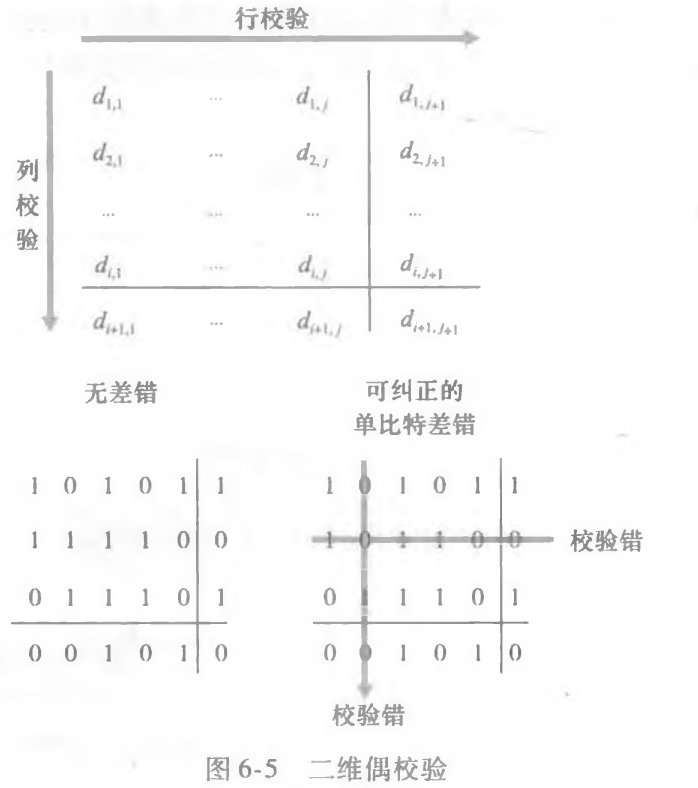 行校验
列校验
d1,1 ... d1,j d1,j+1
d2,1 ... d2,j d2,j+1
... ... ... ...
di,1 ... di,j di,j+1
di+1,1 ... di+1,j di+1,j+1
无差错
1 0 1 0 1 1
1 1 1 1 0 0
0 1 1 1 0 1
0 0 1 0 1 0
可纠正的
单比特差错
1 0 1 0 1 1
1 0 1 1 0 0 校验错
0 1 1 1 0 1
0 0 1 0 1 0
校验错
图 6-5 二维偶校验